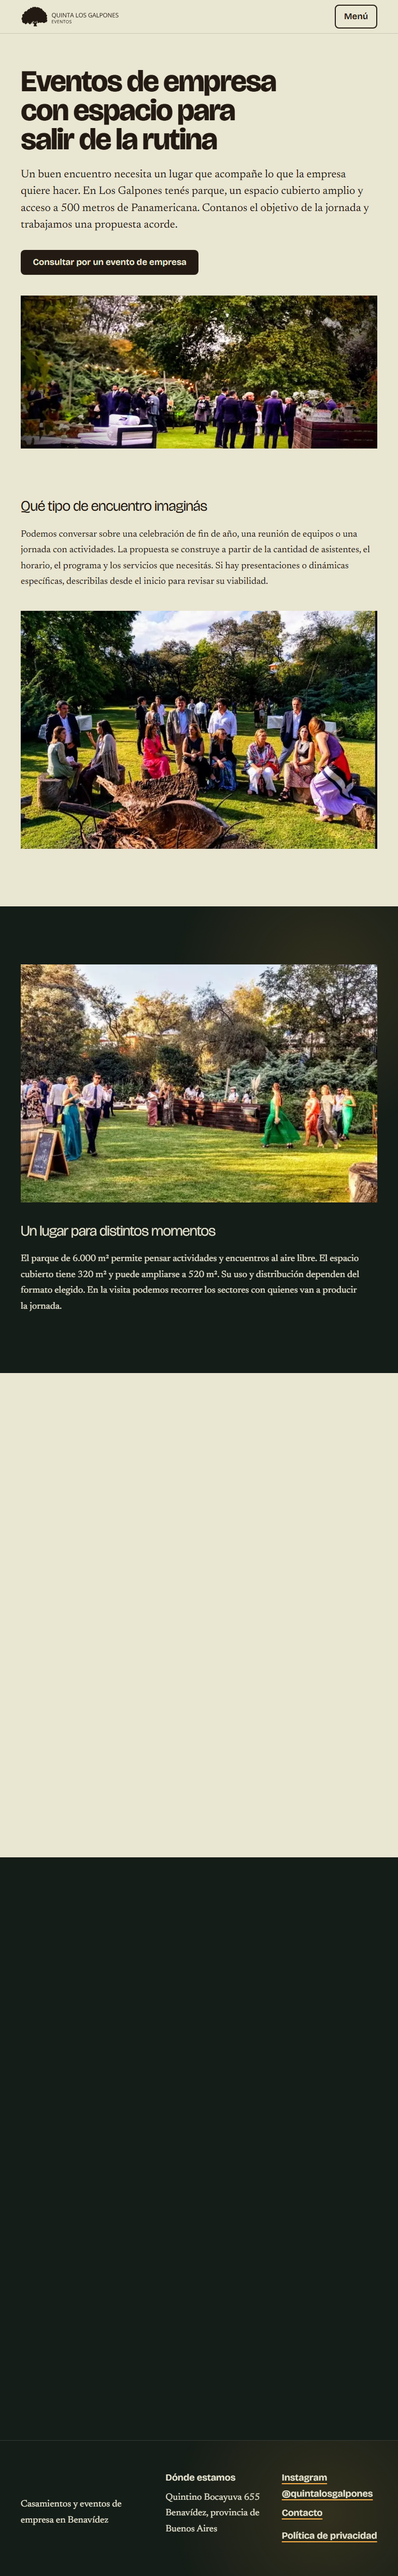 QUINTA LOS GALPONES
EVENTOS
Menú
Eventos de empresa
con espacio para
salir de la rutina
Un buen encuentro necesita un lugar que acompañe lo que la empresa
quiere hacer. En Los Galpones tenés parque, un espacio cubierto amplio y
acceso a 500 metros de Panamericana. Contanos el objetivo de la jornada y
trabajamos una propuesta acorde.
Consultar por un evento de empresa
Qué tipo de encuentro imaginás
Podemos conversar sobre una celebración de fin de año, una reunión de equipos o una
jornada con actividades. La propuesta se construye a partir de la cantidad de asistentes, el
horario, el programa y los servicios que necesitás. Si hay presentaciones o dinámicas
específicas, describilas desde el inicio para revisar su viabilidad.
Un lugar para distintos momentos
El parque de 6.000 m² permite pensar actividades y encuentros al aire libre. El espacio
cubierto tiene 320 m² y puede ampliarse a 520 m². Su uso y distribución dependen del
formato elegido. En la visita podemos recorrer los sectores con quienes van a producir
la jornada.
Casamientos y eventos de
empresa en Benavídez
Dónde estamos
Quintino Bocayuva 655
Benavídez, provincia de
Buenos Aires
Instagram
@quintalosgalpones
Contacto
Política de privacidad